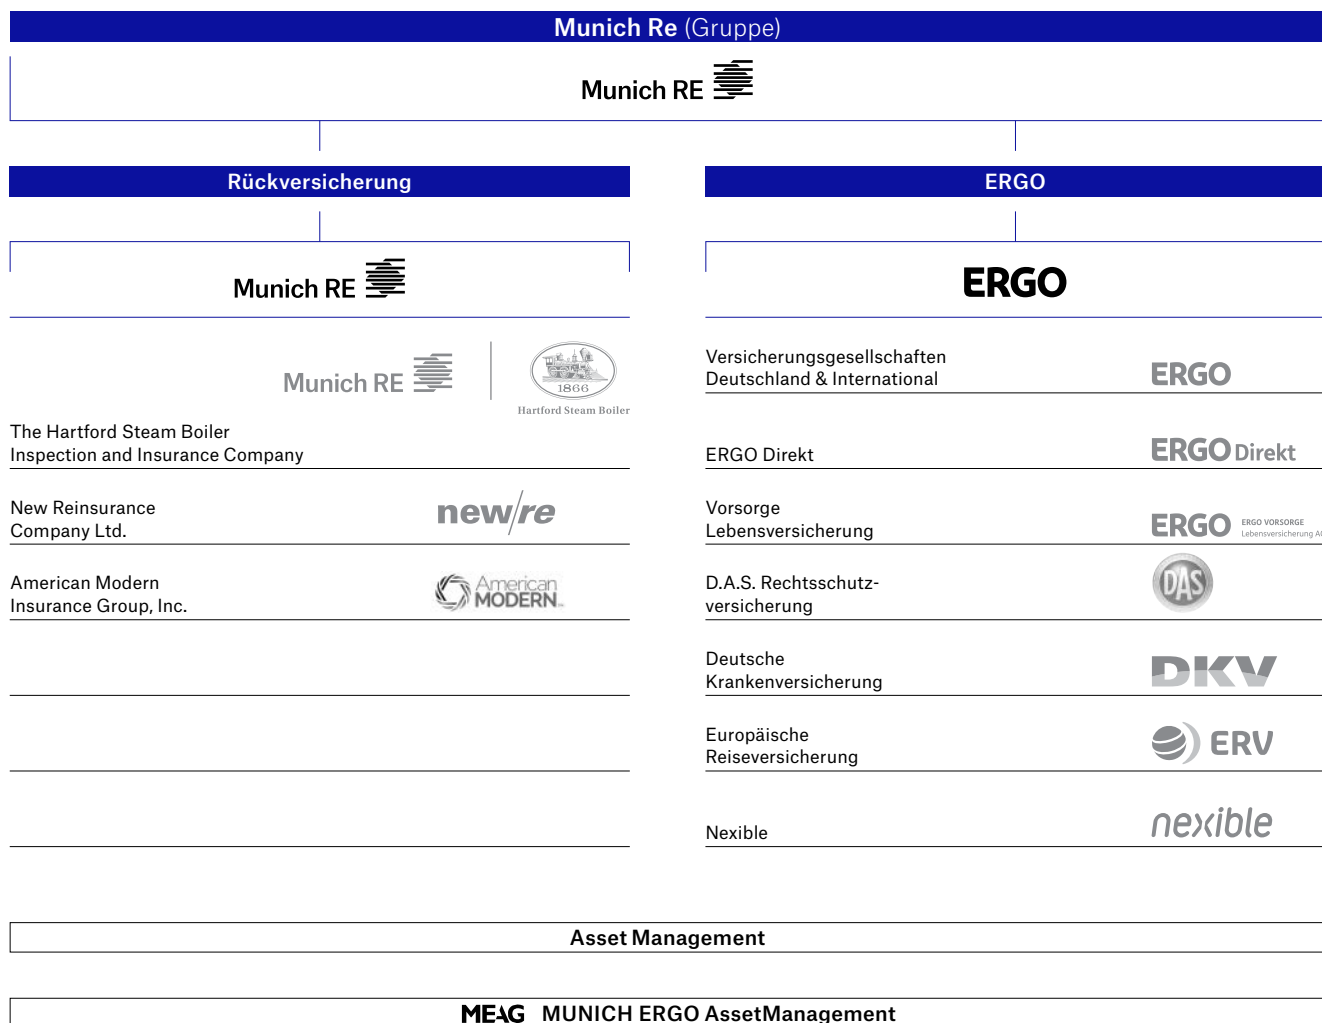 Munich Re (Gruppe)
Munich RE
Rückversicherung
Munich RE
Munich RE
1866
Hartford Steam Boiler
The Hartford Steam Boiler
Inspection and Insurance Company
New Reinsurance
Company Ltd.
new/re
American Modern
Insurance Group, Inc.
American
MODERN
ERGO
ERGO
Versicherungsgesellschaften
Deutschland & International
ERGO
ERGO Direkt
ERGO Direkt
Vorsorge
Lebensversicherung
ERGO
ERGO VORSORGE
Lebensversicherung AG
D.A.S. Rechtsschutz-
versicherung
DAS
Deutsche
Krankenversicherung
DKV
Europäische
Reiseversicherung
ERV
Nexible
nexible
Asset Management
MEAG MUNICH ERGO AssetManagement